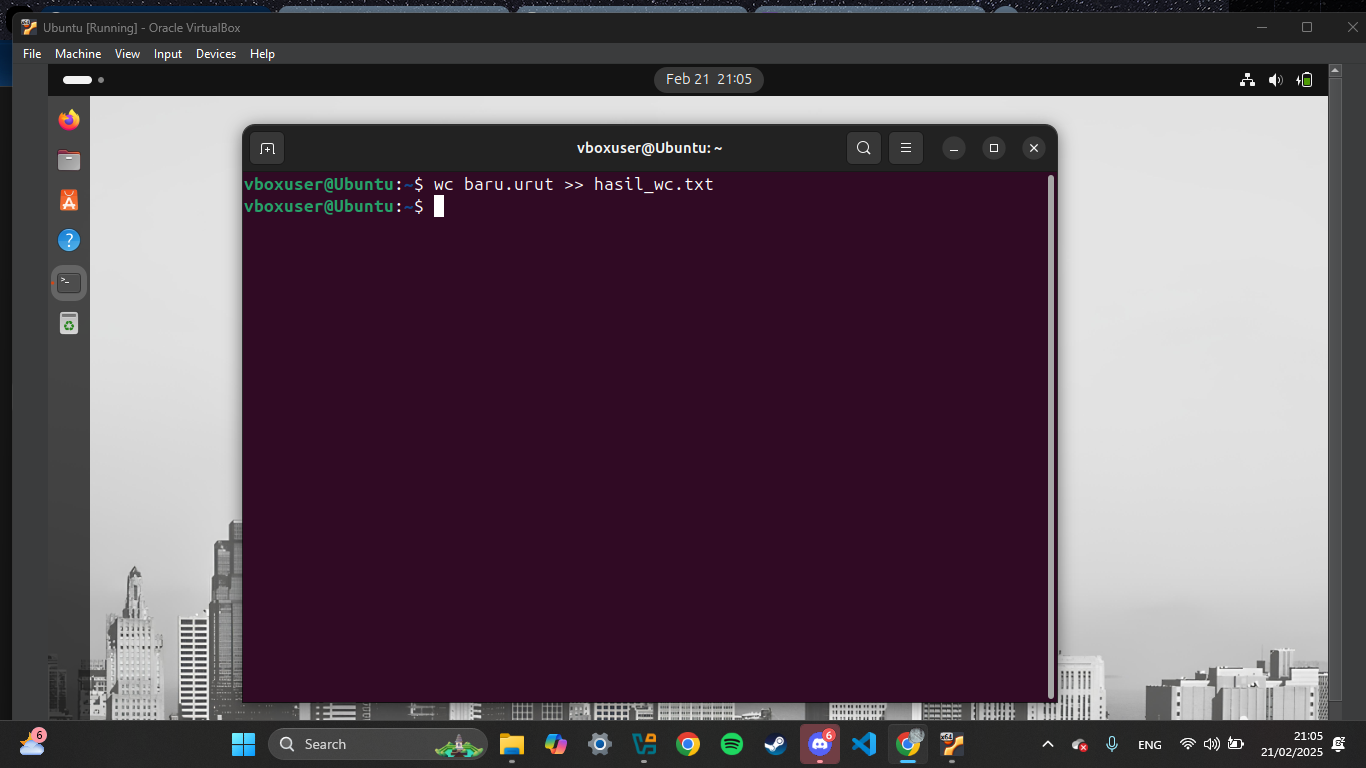 Ubuntu [Running] - Oracle VirtualBox
File Machine View Input Devices Help
Feb 21 21:05
vboxuser@Ubuntu: ~
vboxuser@Ubuntu:~$ wc baru.urut >> hasil_wc.txt
vboxuser@Ubuntu:~$
6
Search
6
ENG
21:05
21/02/2025